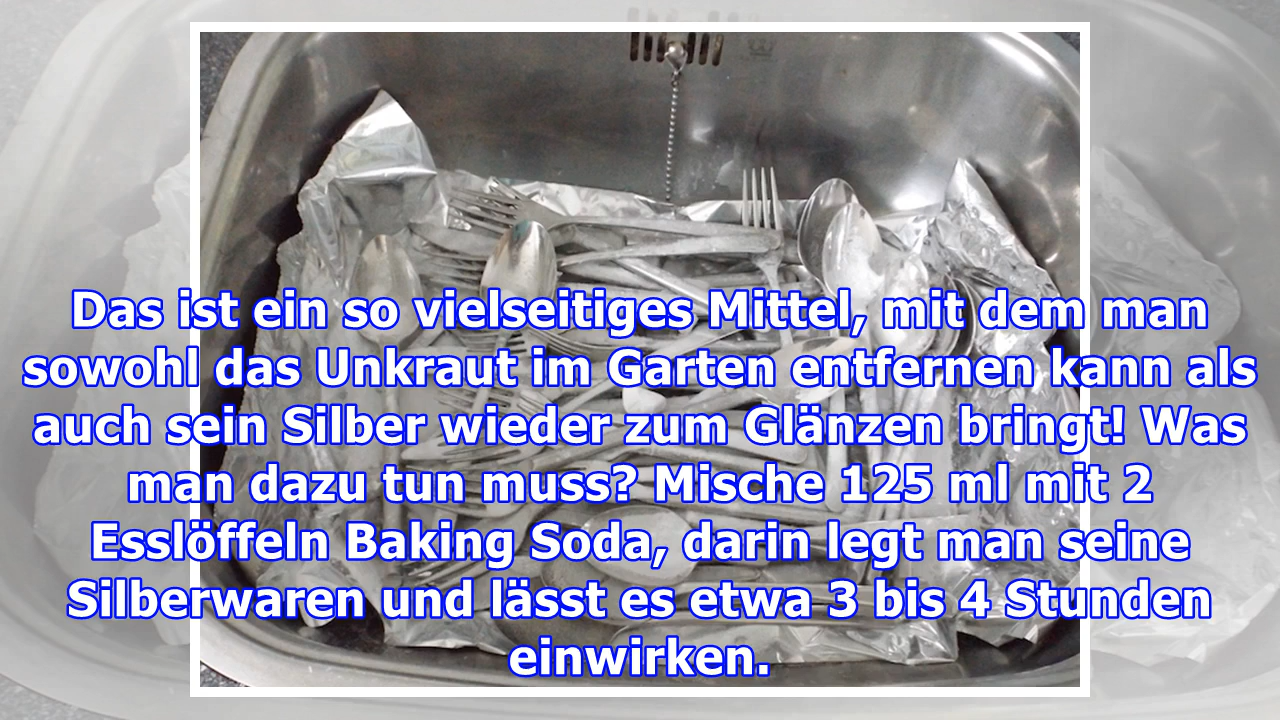 Das ist ein so vielseitiges Mittel, mit dem man
sowohl das Unkraut im Garten entfernen kann als
auch sein Silber wieder zum Glänzen bringt! Was
man dazu tun muss? Mische 125 ml mit 2
Esslöffeln Baking Soda, darin legt man seine
Silberwaren und lässt es etwa 3 bis 4 Stunden
einwirken.